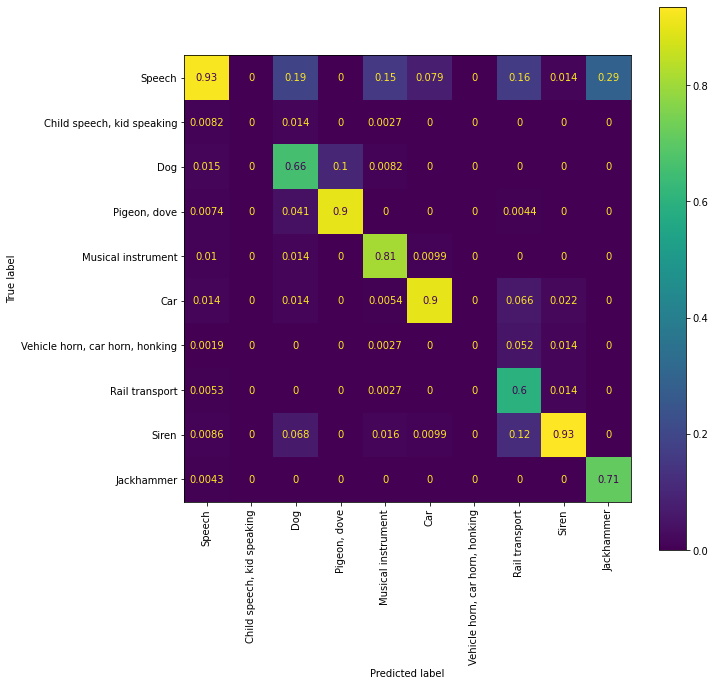 Speech 0.93 0 0.19 0 0.15 0.079 0 0.16 0.014 0.29
Child speech, kid speaking 0.0082 0 0.014 0 0.0027 0 0 0 0 0
Dog 0.015 0 0.66 0.1 0.0082 0 0 0 0 0
Pigeon, dove 0.0074 0 0.041 0.9 0 0 0 0.0044 0 0
Musical instrument 0.01 0 0.014 0 0.81 0.0099 0 0 0 0
Car 0.014 0 0.014 0 0.0054 0.9 0 0.066 0.022 0
Vehicle horn, car horn, honking 0.0019 0 0 0 0.0027 0 0 0.052 0.014 0
Rail transport 0.0053 0 0 0 0.0027 0 0 0.6 0.014 0
Siren 0.0086 0 0.068 0 0.016 0.0099 0 0.12 0.93 0
Jackhammer 0.0043 0 0 0 0 0 0 0 0 0.71
True label
Speech
Child speech, kid speaking
Dog
Pigeon, dove
Musical instrument
Car
Vehicle horn, car horn, honking
Rail transport
Siren
Jackhammer
Predicted label
0.8
0.6
0.4
0.2
0.0